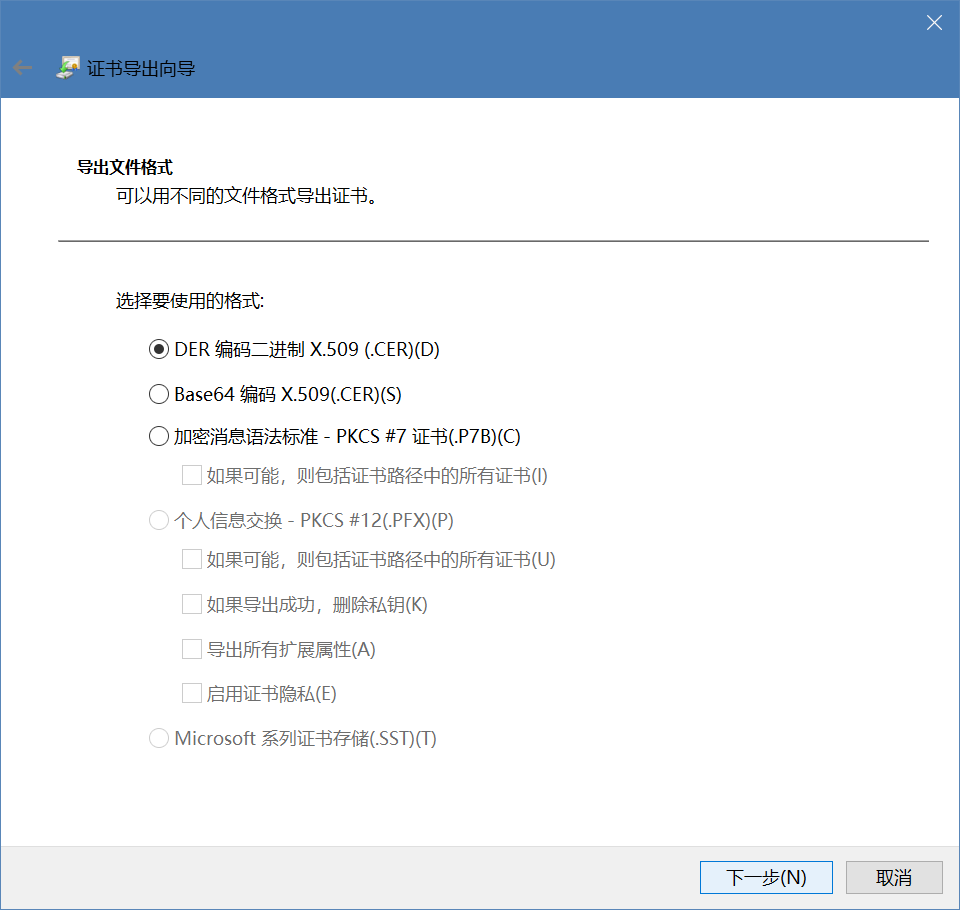 证书导出向导
导出文件格式
可以用不同的文件格式导出证书。
选择要使用的格式:
DER 编码二进制 X.509 (.CER)(D)
Base64 编码 X.509(.CER)(S)
加密消息语法标准 - PKCS #7 证书(.P7B)(C)
如果可能，则包括证书路径中的所有证书(I)
个人信息交换 - PKCS #12(.PFX)(P)
如果可能，则包括证书路径中的所有证书(U)
如果导出成功，删除私钥(K)
导出所有扩展属性(A)
启用证书隐私(E)
Microsoft 系列证书存储(.SST)(T)
下一步(N) 取消